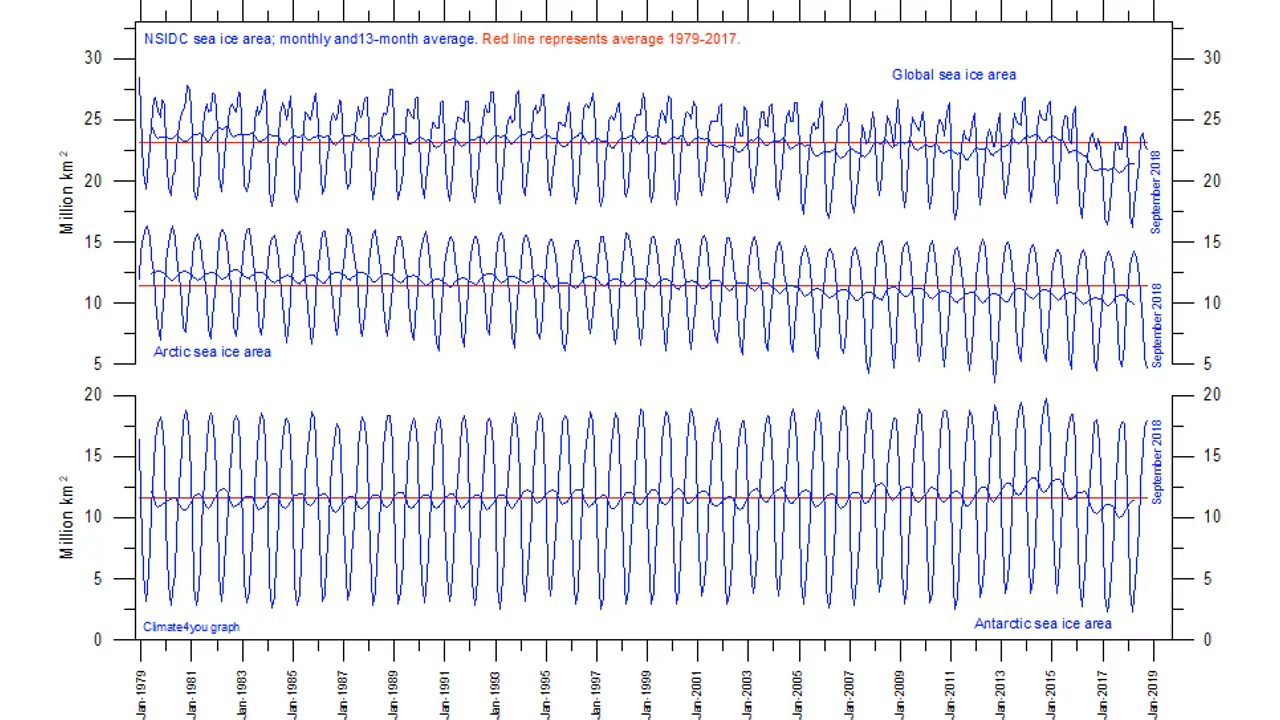 NSIDC sea ice area; monthly and13-month average. Red line represents average 1979-2017.
Global sea ice area
30
25
20
15
10
5
30
25
20
15
10
5
Million km 2
September 2018
September 2018
Arctic sea ice area
20
15
10
5
0
20
15
10
5
0
Million km 2
September 2018
Climate4you graph
Antarctic sea ice area
Jan-1979
Jan-1981
Jan-1983
Jan-1985
Jan-1987
Jan-1989
Jan-1991
Jan-1993
Jan-1995
Jan-1997
Jan-1999
Jan-2001
Jan-2003
Jan-2005
Jan-2007
Jan-2009
Jan-2011
Jan-2013
Jan-2015
Jan-2017
Jan-2019